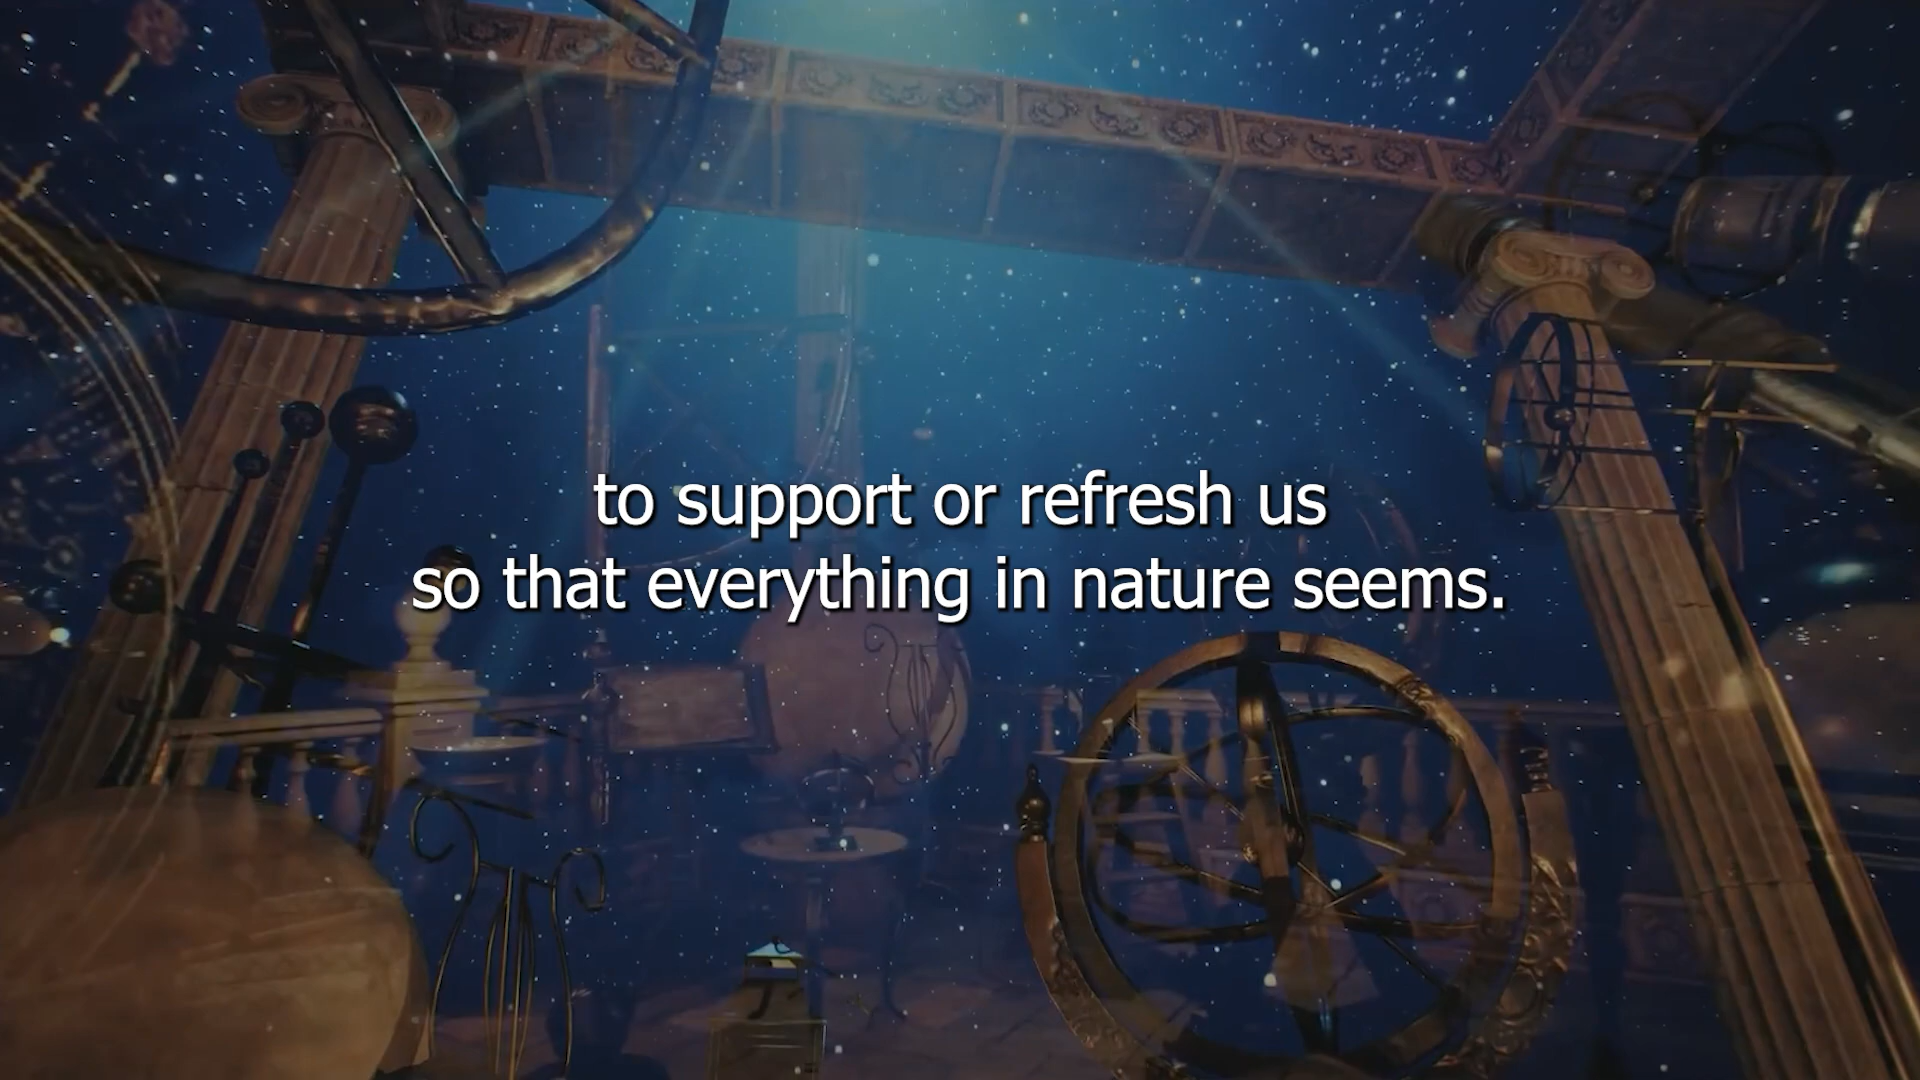 to support or refresh us
so that everything in nature seems.